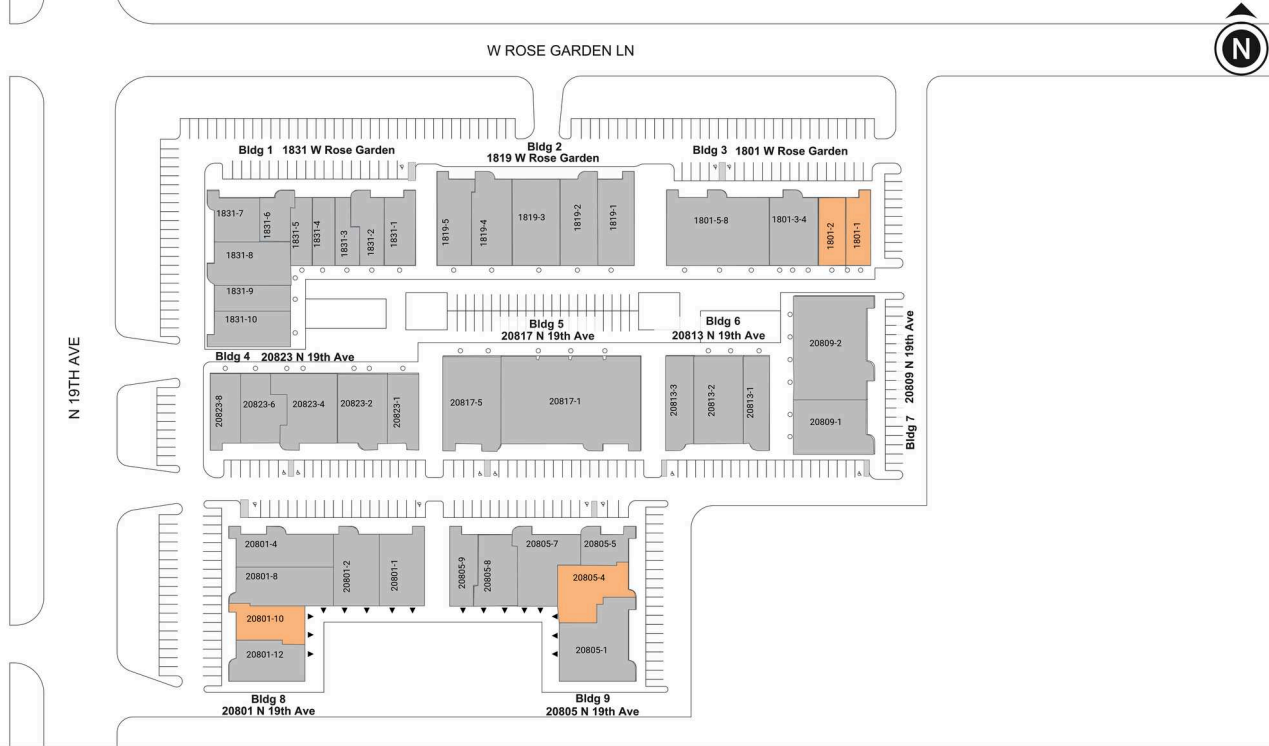 W ROSE GARDEN LN
N
N 19TH AVE
Bldg 1 1831 W Rose Garden
Bldg 2
1819 W Rose Garden
Bldg 3 1801 W Rose Garden
1831-7
1831-6
1831-5
1831-4
1831-3
1831-2
1831-1
1831-8
1831-9
1831-10
1819-5
1819-4
1819-3
1819-2
1819-1
1801-5-8
1801-3-4
1801-2
1801-1
Bldg 4 20823 N 19th Ave
Bldg 5
20817 N 19th Ave
Bldg 6
20813 N 19th Ave
20809-2
20809-1
Bldg 7 20809 N 19th Ave
20823-8
20823-6
20823-4
20823-2
20823-1
20817-5
20817-1
20813-3
20813-2
20813-1
20801-4
20801-8
20801-2
20801-1
20801-10
20801-12
20805-9
20805-8
20805-7
20805-5
20805-4
20805-1
Bldg 8
20801 N 19th Ave
Bldg 9
20805 N 19th Ave